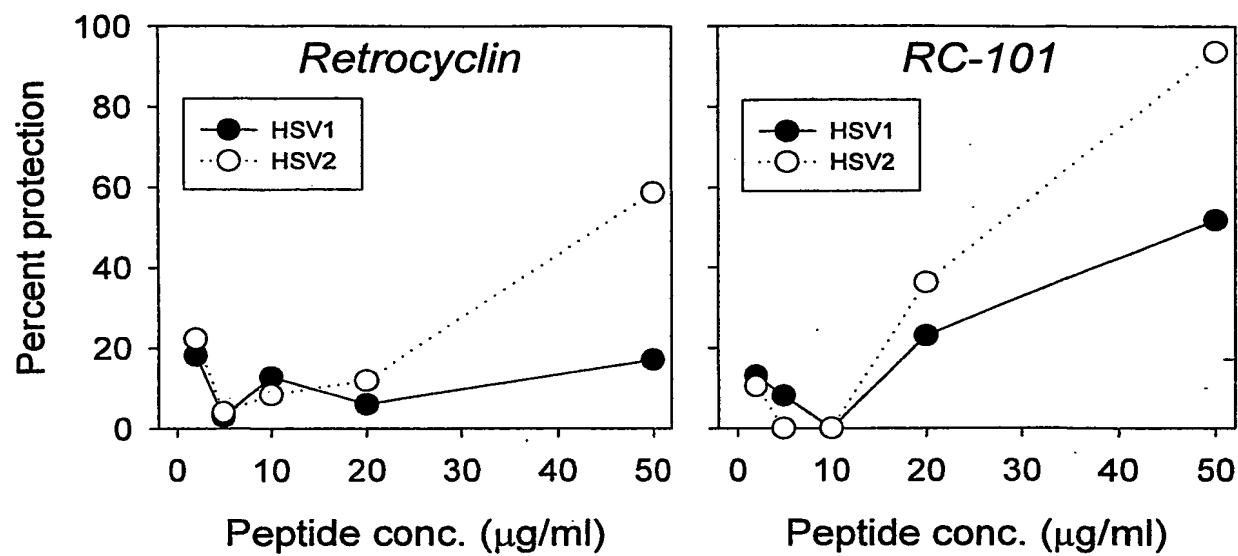 Percent protection
100
80
60
40
20
0
Retrocyclin
HSV1
HSV2
0 10 20 30 40 50
Peptide conc. (μg/ml)
RC-101
HSV1
HSV2
0 10 20 30 40 50
Peptide conc. (μg/ml)